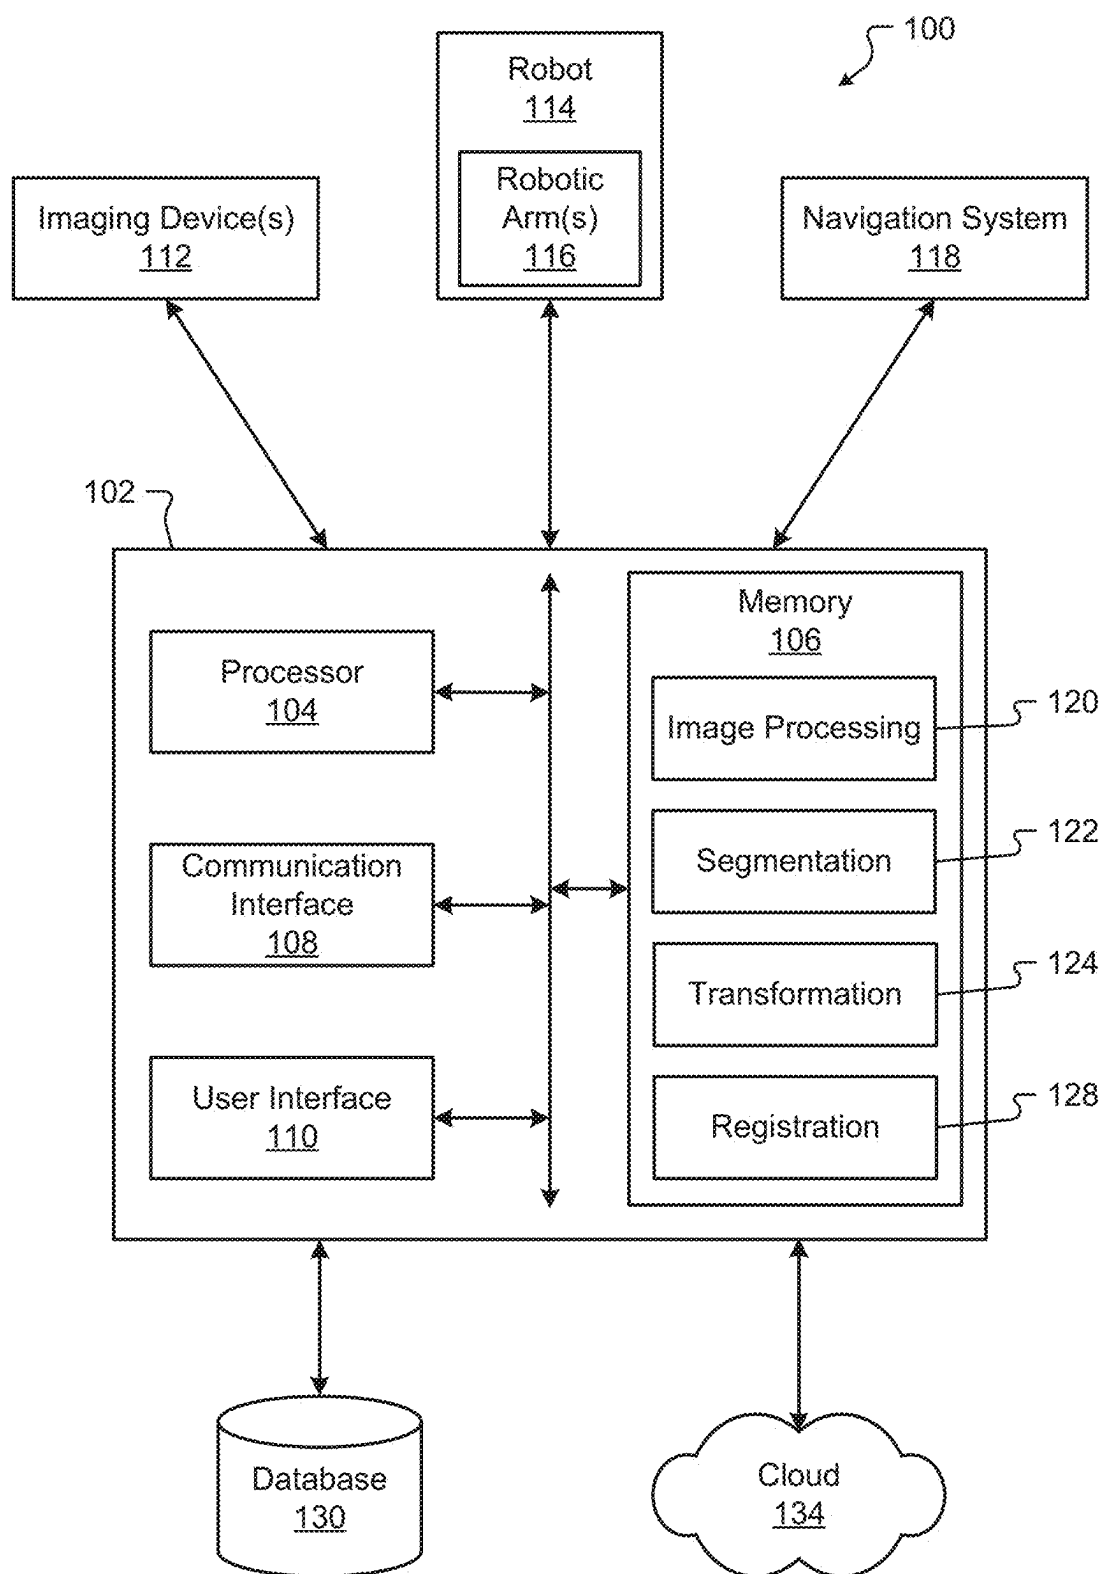 100
Robot
114
Robotic
Arm(s)
116
Imaging Device(s)
112
Navigation System
118
102
Memory
106
Processor
104
Image Processing
120
Communication
Interface
108
Segmentation
122
Transformation
124
User Interface
110
Registration
128
Database
130
Cloud
134